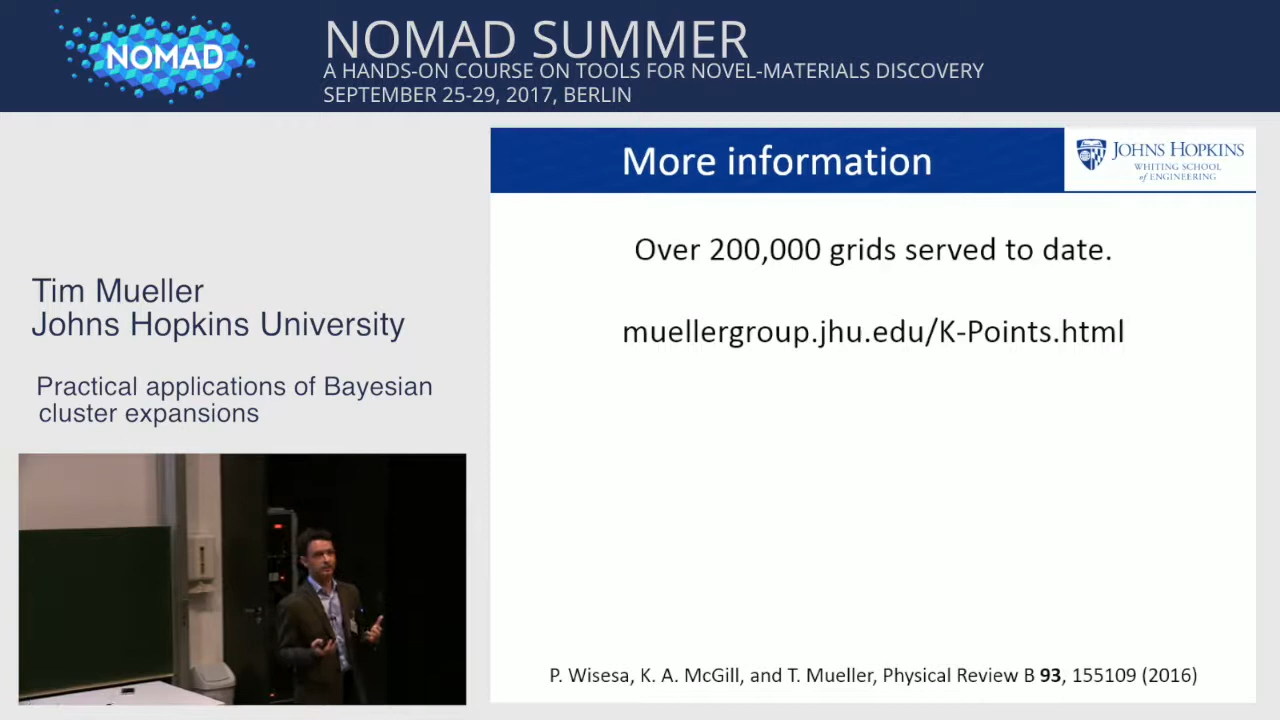 NOMAD
NOMAD SUMMER
A HANDS-ON COURSE ON TOOLS FOR NOVEL-MATERIALS DISCOVERY
SEPTEMBER 25-29, 2017, BERLIN
More information
JOHNS HOPKINS
WHITING SCHOOL
of ENGINEERING
Over 200,000 grids served to date.
muellergroup.jhu.edu/K-Points.html
Tim Mueller
Johns Hopkins University
Practical applications of Bayesian
cluster expansions
P. Wisesa, K. A. McGill, and T. Mueller, Physical Review B 93, 155109 (2016)